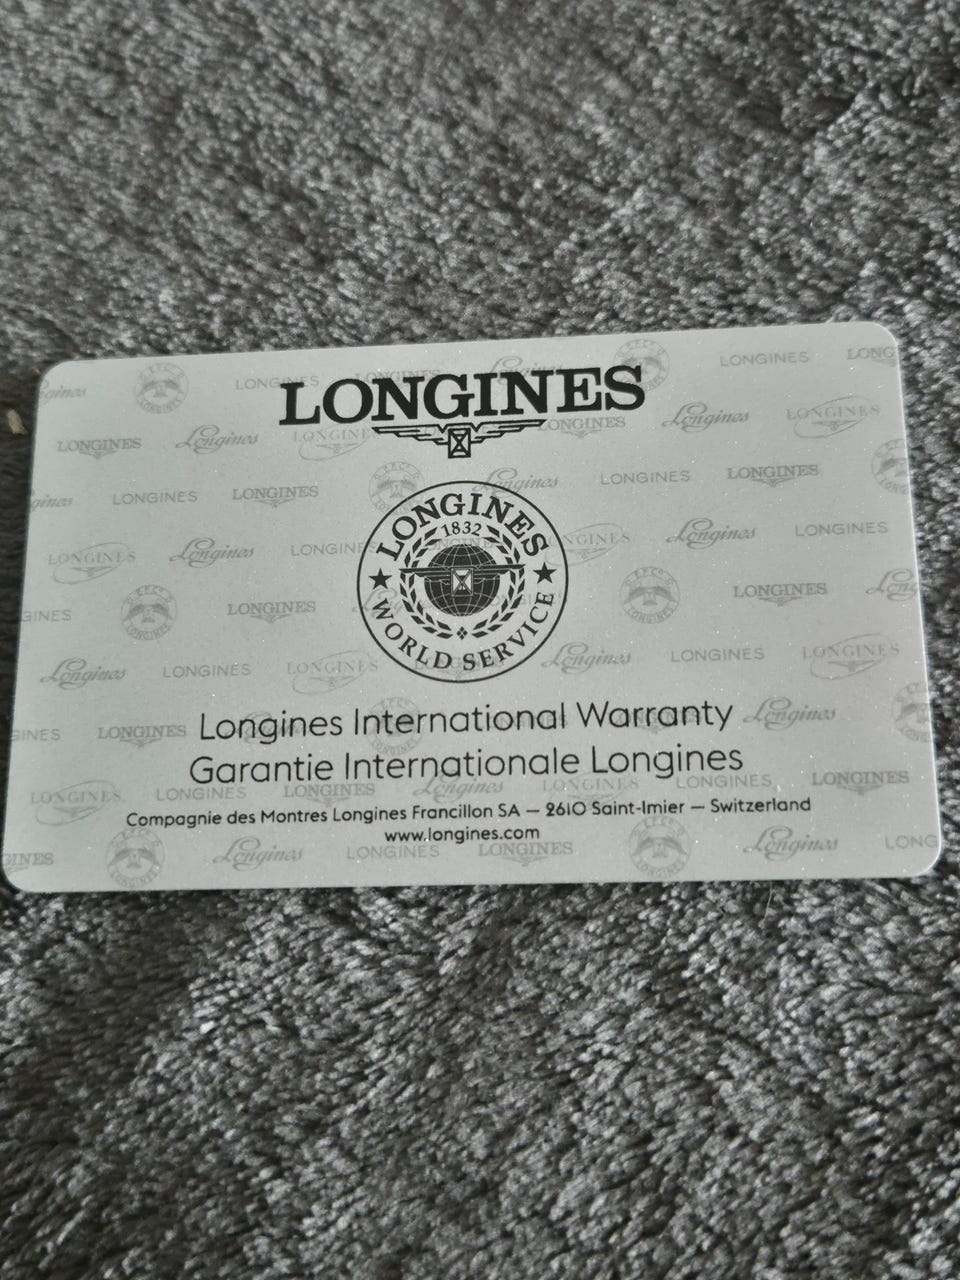 LONGINES
LONGINES
1832
WORLD SERVICE
Longines International Warranty
Garantie Internationale Longines
Compagnie des Montres Longines Francillon SA — 2610 Saint-Imier — Switzerland
www.longines.com